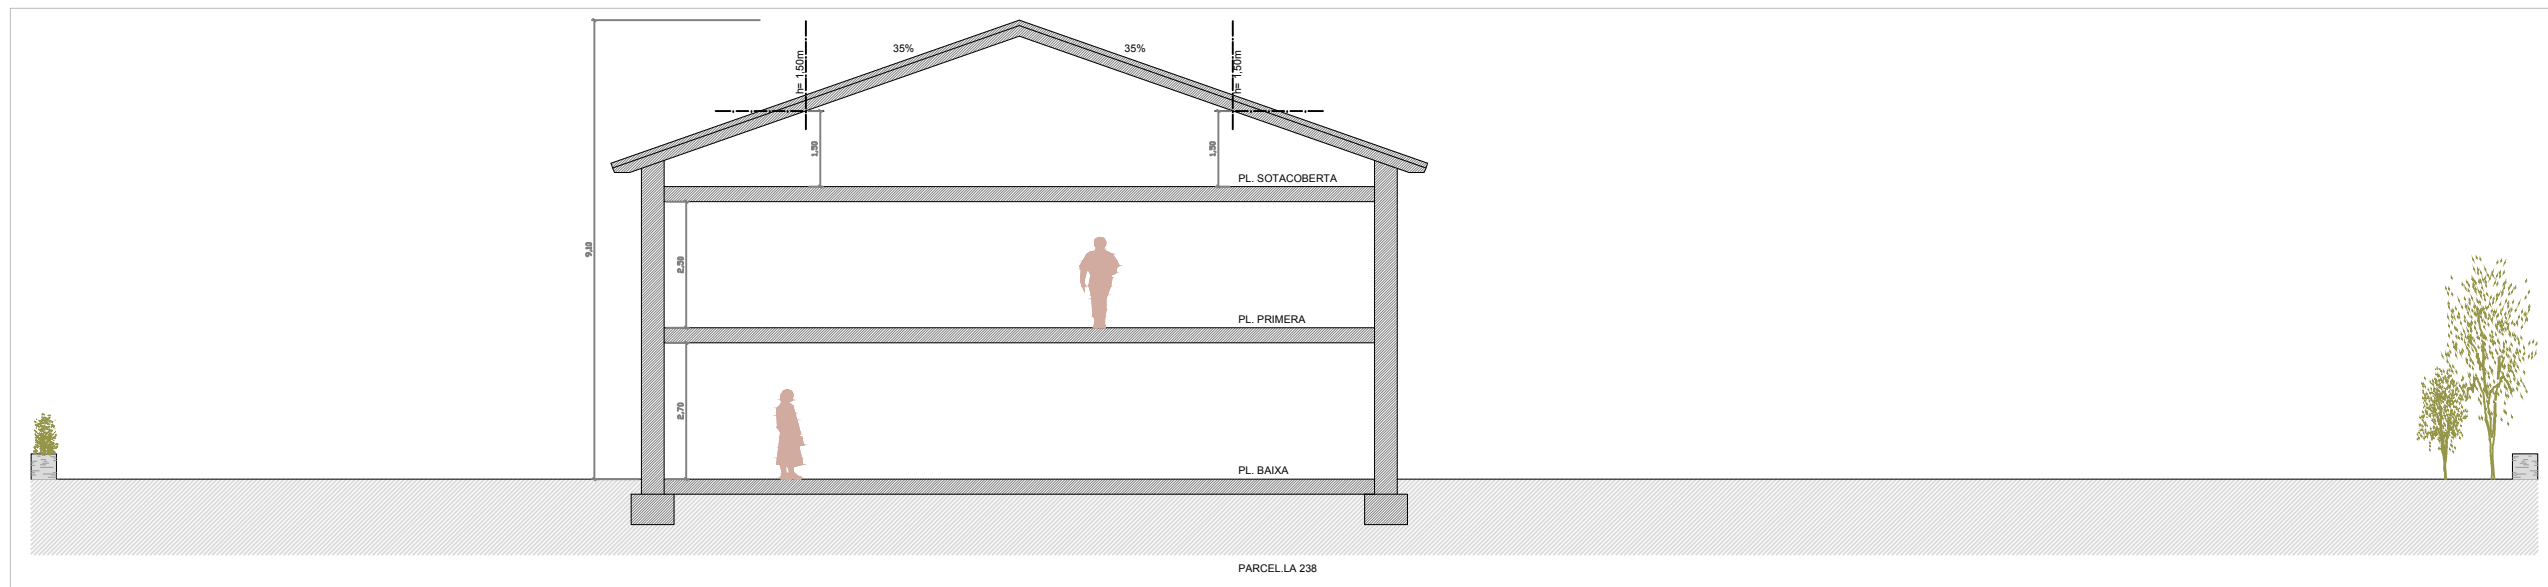 35%
35%
h= 1,50m
h= 1,50m
1,50
1,50
PL. SOTACOBERTA
9,10
2,50
PL. PRIMERA
2,70
PL. BAIXA
PARCEL.LA 238